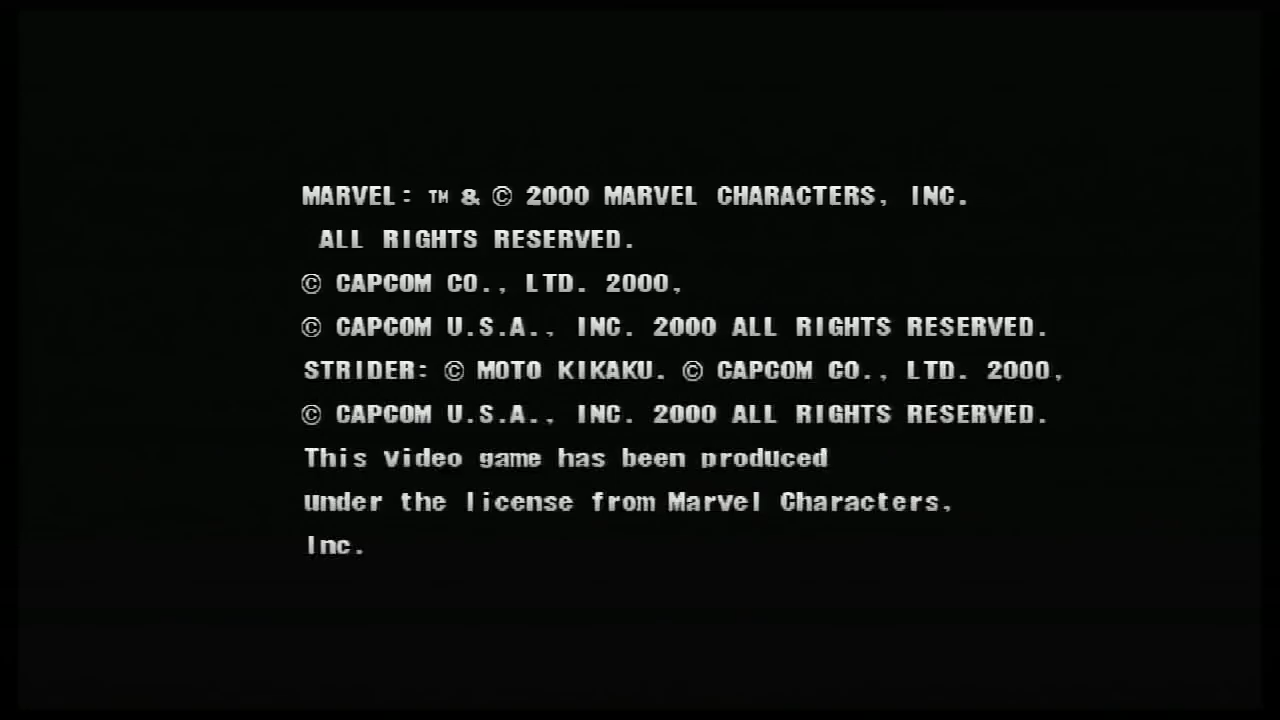 MARVEL: ™ & © 2000 MARVEL CHARACTERS, INC.
ALL RIGHTS RESERVED.
© CAPCOM CO., LTD. 2000,
© CAPCOM U.S.A., INC. 2000 ALL RIGHTS RESERVED.
STRIDER: © MOTO KIKAKU. © CAPCOM CO., LTD. 2000,
© CAPCOM U.S.A., INC. 2000 ALL RIGHTS RESERVED.
This video game has been produced
under the license from Marvel Characters,
Inc.